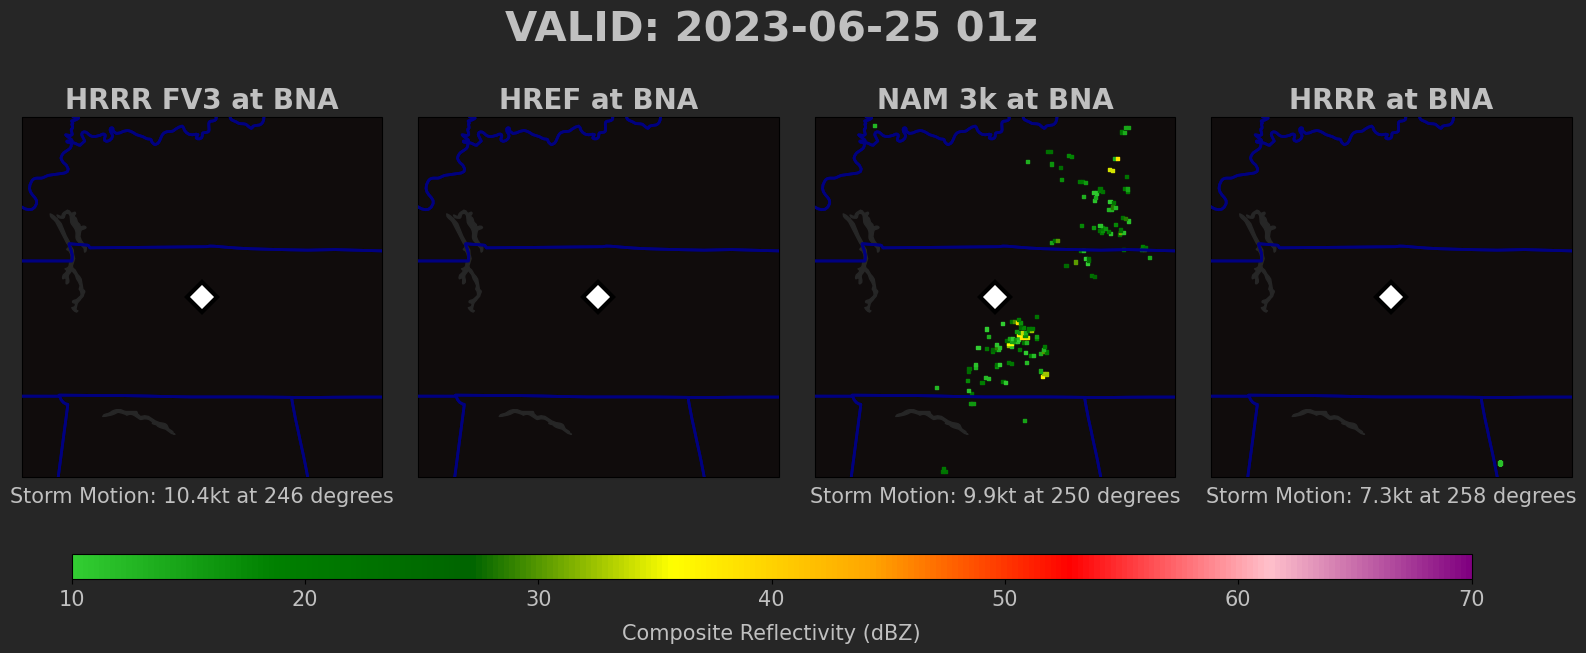 VALID: 2023-06-25 01z
HRRR FV3 at BNA
HREF at BNA
NAM 3k at BNA
HRRR at BNA
Storm Motion: 10.4kt at 246 degrees
Storm Motion: 9.9kt at 250 degrees
Storm Motion: 7.3kt at 258 degrees
10 20 30 40 50 60 70
Composite Reflectivity (dBZ)